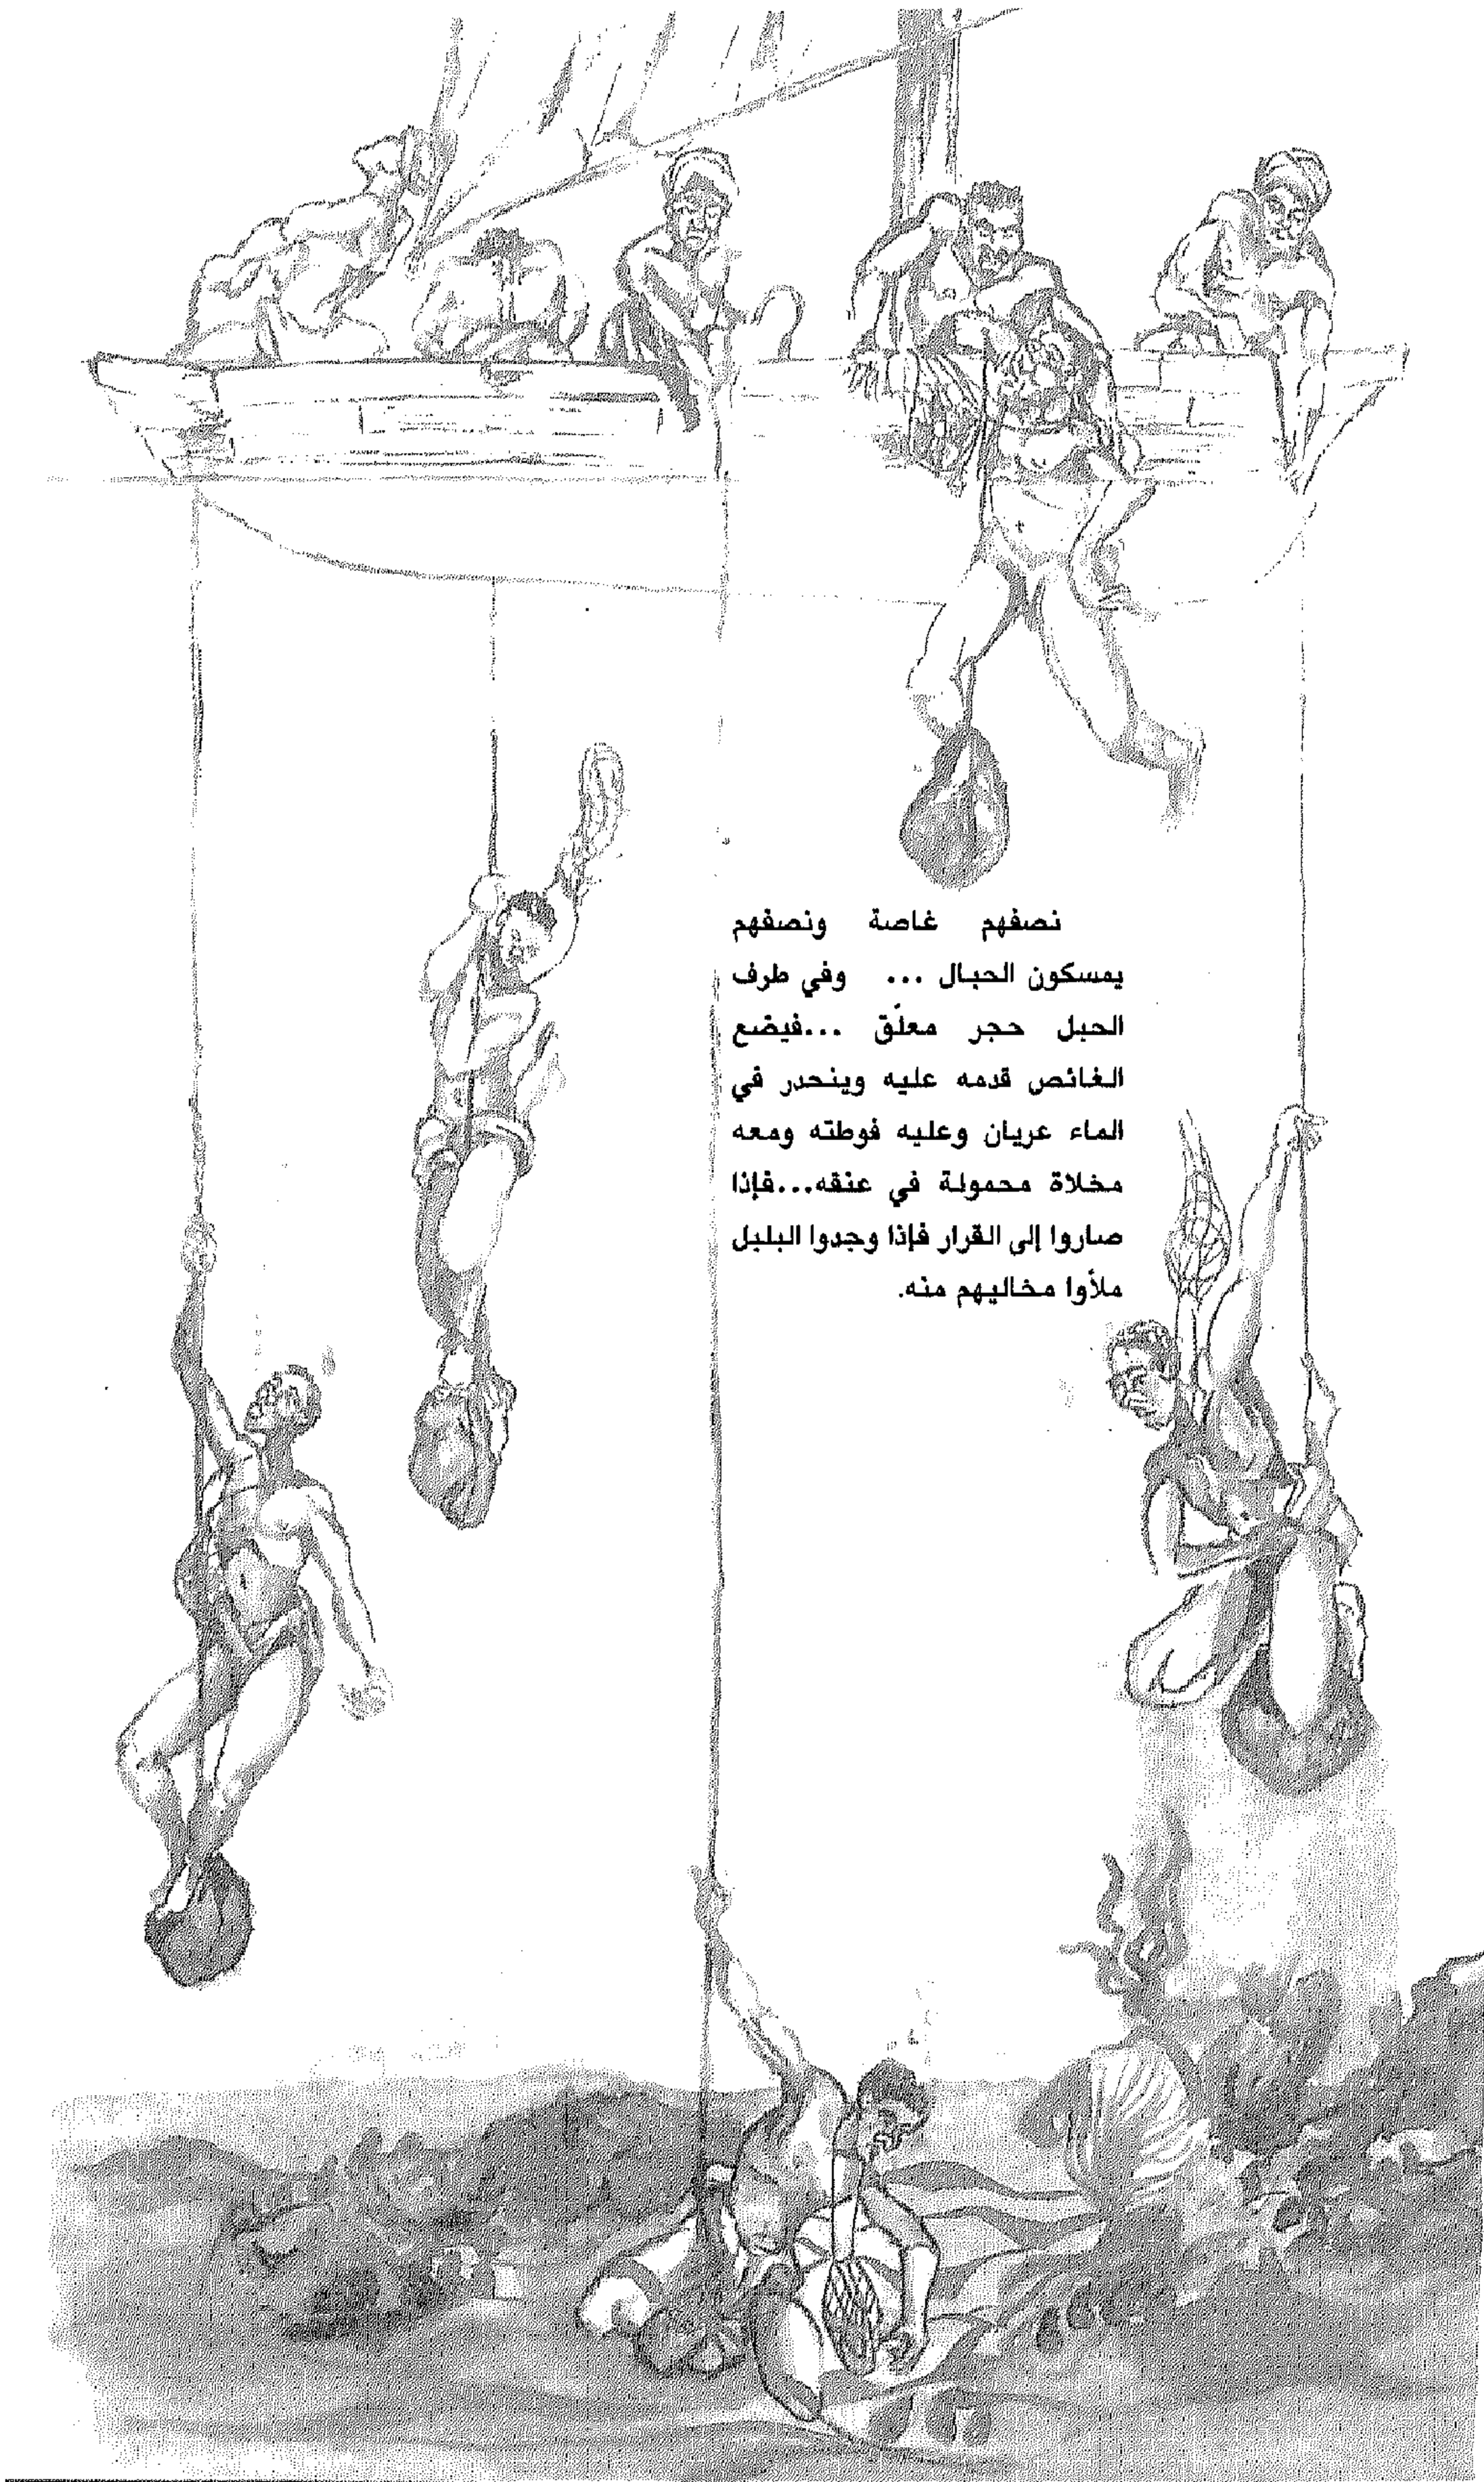 نصفهم غاصة ونصفهم
يمسكون الحبال ... وفي طرف
الحبل حجر معلّق ...فيضع
الغائص قدمه عليه وينحدر في
الماء عريان وعليه فوطته ومعه
مخلاة محمولة في عنقه...فإذا
صاروا إلى القرار فإذا وجدوا البلبل
ملأوا مخاليهم منه.